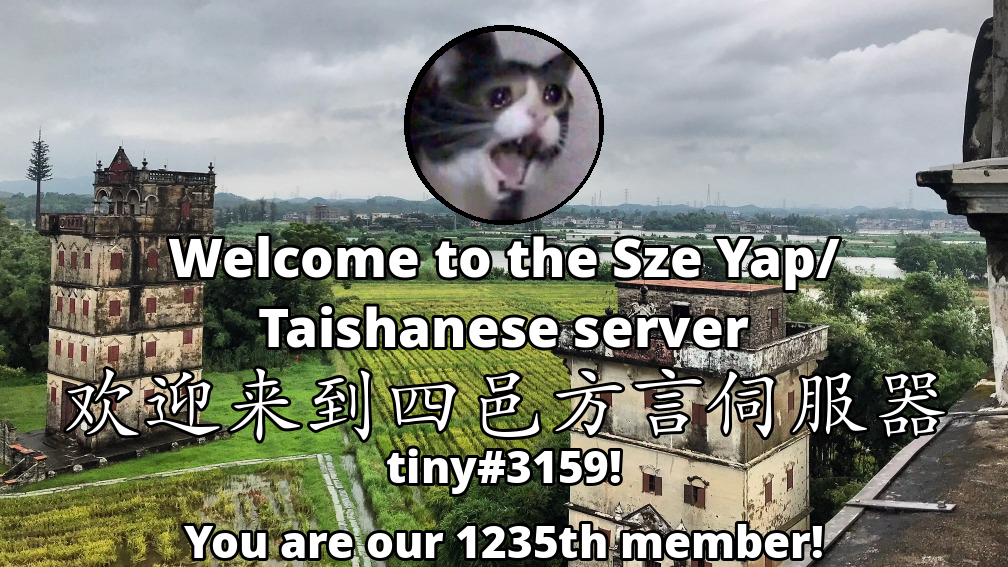 Welcome to the Sze Yap/
Taishanese server
欢迎来到四邑方言伺服器
tiny#3159!
You are our 1235th member!